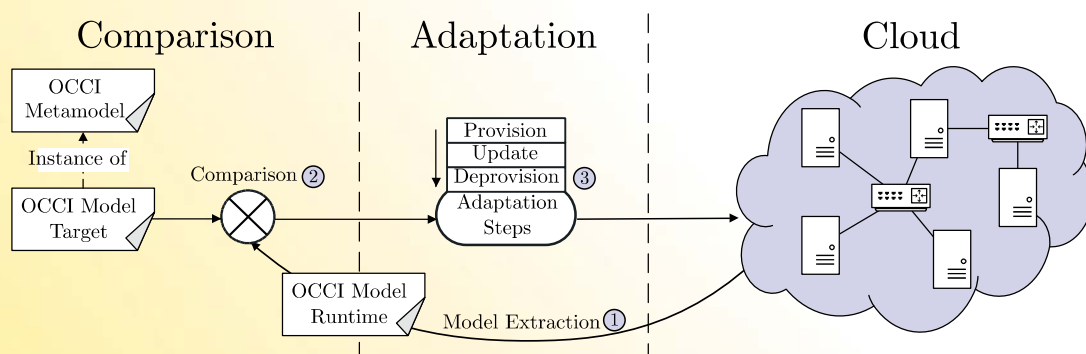 Comparison
Adaptation
Cloud
OCCI
Metamodel
Instance of
OCCI Model
Target
Comparison 2
Provision
Update
Deprovision
3
Adaptation
Steps
OCCI Model
Runtime
Model Extraction 1